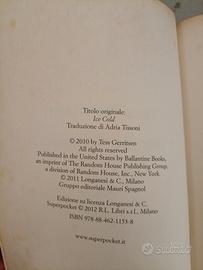 Titolo originale:
Ice Cold
Traduzione di Adria Tissoni
© 2010 by Tess Gerritsen
All rights reserved
Published in the United States by Ballantine Books,
an imprint of The Random House Publishing Group,
a division of Random House, Inc., New York
© 2011 Longanesi & C., Milano
Gruppo editoriale Mauri Spagnol
Edizione su licenza Longanesi & C.
Superpocket © 2012 R.L. Libri s.r.l., Milano
ISBN 978-88-462-1153-8
www.superpocket.it
subito